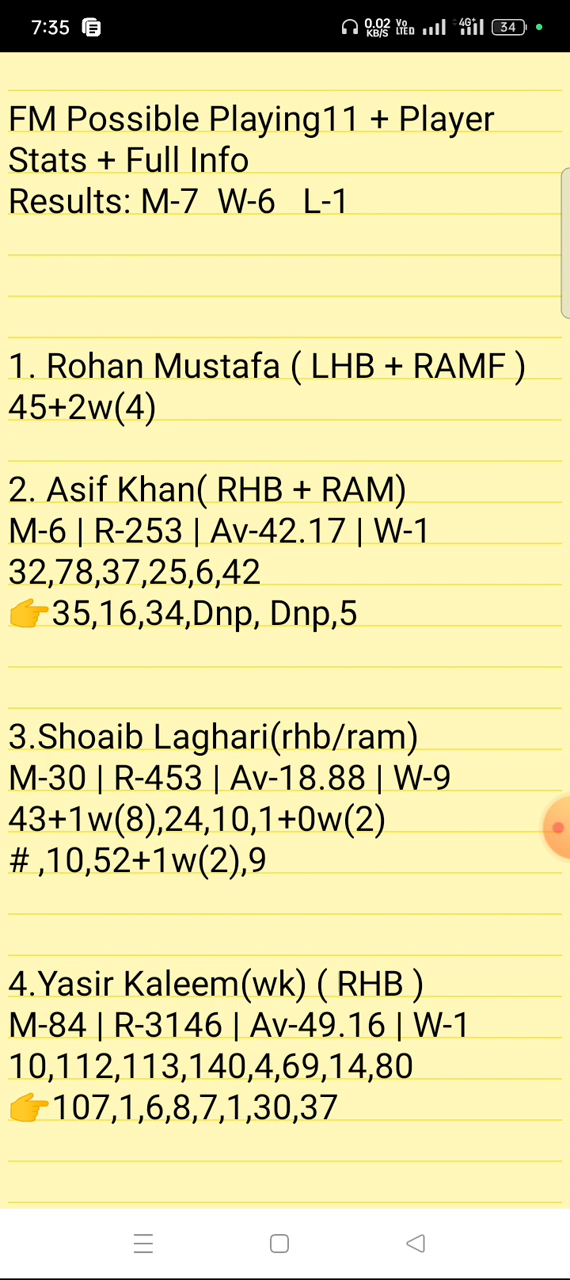 7:35 0.02 KB/S Vo LTED 4G+ 34
FM Possible Playing11 + Player
Stats + Full Info
Results: M-7 W-6 L-1
1. Rohan Mustafa ( LHB + RAMF )
45+2w(4)
2. Asif Khan( RHB + RAM)
M-6 | R-253 | Av-42.17 | W-1
32,78,37,25,6,42
👉35,16,34,Dnp, Dnp,5
3.Shoaib Laghari(rhb/ram)
M-30 | R-453 | Av-18.88 | W-9
43+1w(8),24,10,1+0w(2)
# ,10,52+1w(2),9
4.Yasir Kaleem(wk) ( RHB )
M-84 | R-3146 | Av-49.16 | W-1
10,112,113,140,4,69,14,80
👉107,1,6,8,7,1,30,37